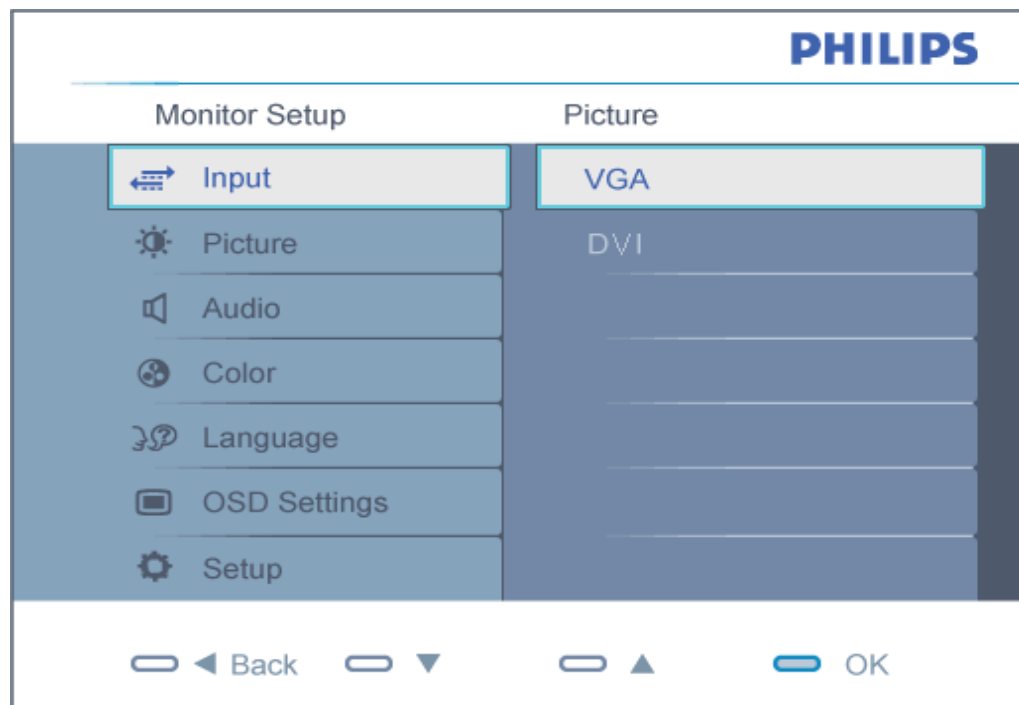 PHILIPS
Monitor Setup Picture
Input VGA
Picture DVI
Audio
Color
Language
OSD Settings
Setup
Back OK